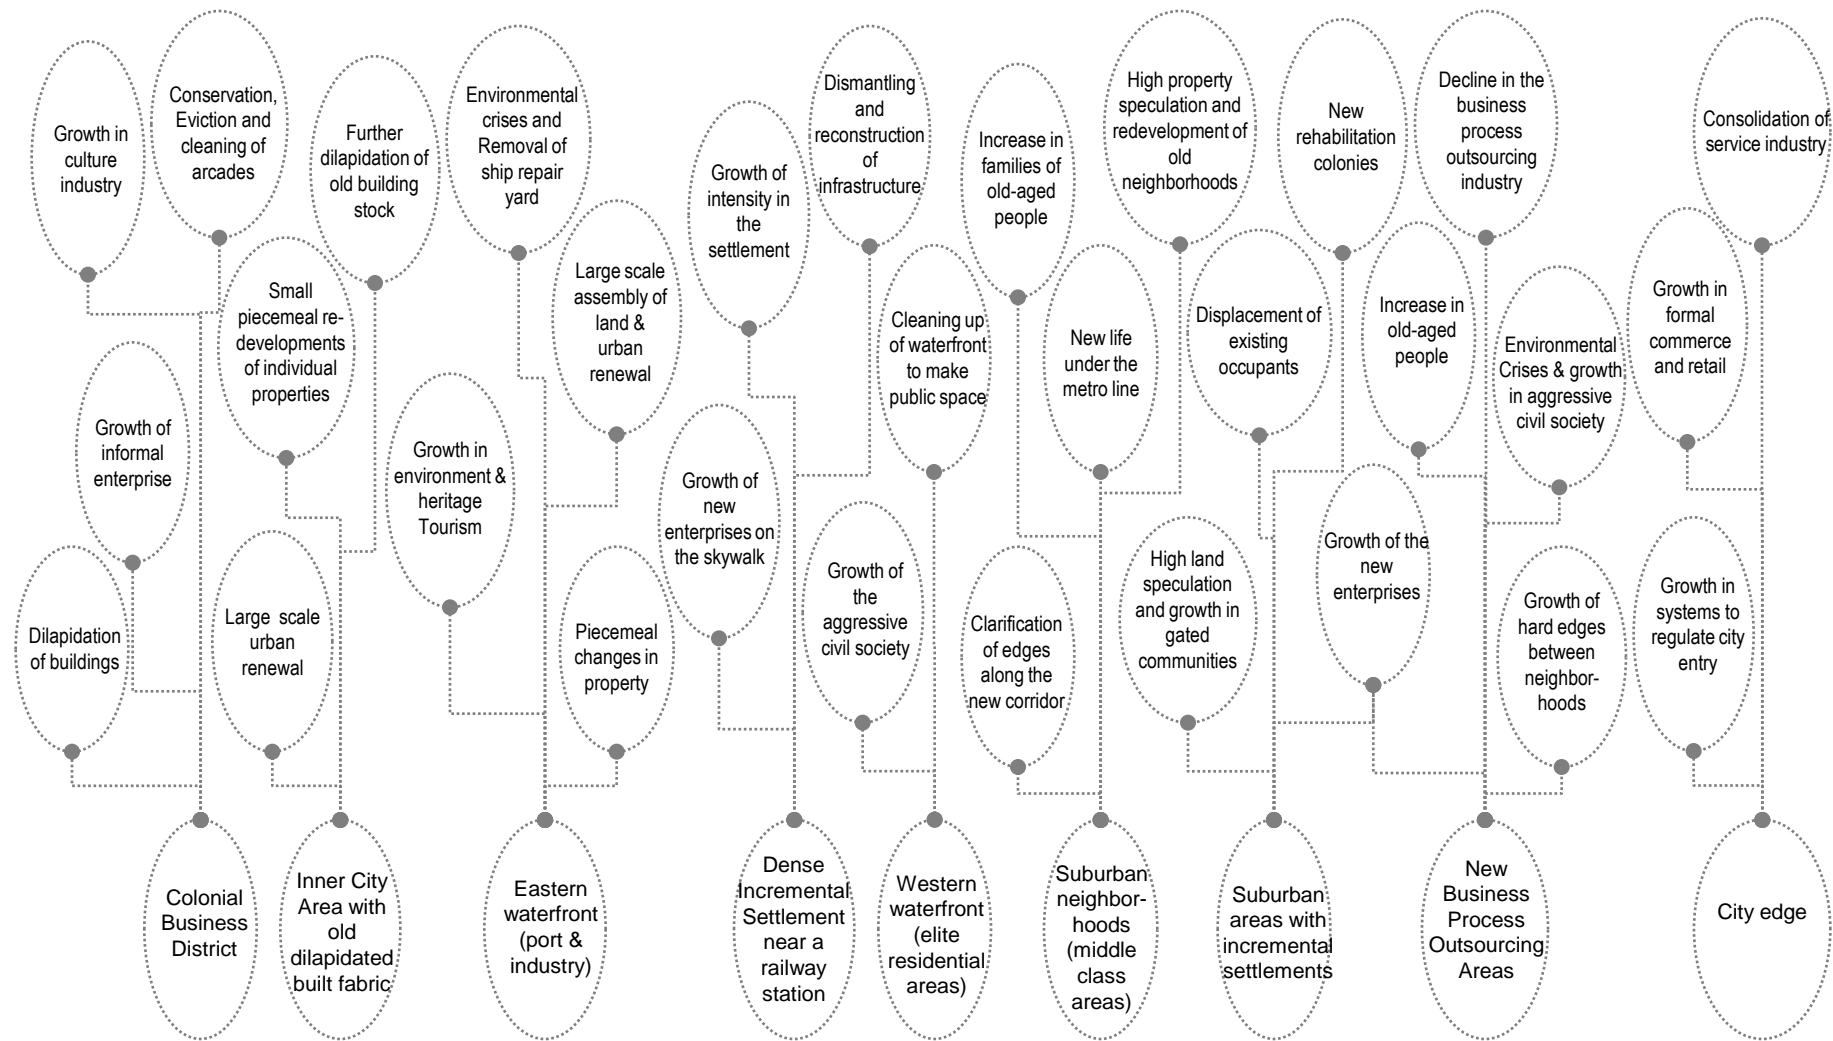 Growth in
culture
industry
Conservation,
Eviction and
cleaning of
arcades
Further
dilapidation of
old building
stock
Environmental
crises and
Removal of
ship repair
yard
Growth of
intensity in
the
settlement
Dismantling
and
reconstruction
of
infrastructure
Increase in
families of
old-aged
people
High property
speculation and
redevelopment of
old
neighborhoods
New
rehabilitation
colonies
Decline in the
business
process
outsourcing
industry
Consolidation of
service industry
Small
piecemeal re-
developments
of individual
properties
Large scale
assembly of
land &
urban
renewal
Cleaning up
of waterfront
to make
public space
New life
under the
metro line
Displacement of
existing
occupants
Increase in
old-aged
people
Environmental
Crises & growth
in aggressive
civil society
Growth in
formal
commerce
and retail
Growth of
informal
enterprise
Growth in
environment &
heritage
Tourism
Growth of
new
enterprises on
the skywalk
Dilapidation
of buildings
Large scale
urban
renewal
Piecemeal
changes in
property
Growth of
the
aggressive
civil society
Clarification
of edges
along the
new corridor
High land
speculation
and growth in
gated
communities
Growth of the
new
enterprises
Growth of
hard edges
between
neighbor-
hoods
Growth in
systems to
regulate city
entry
Colonial
Business
District
Inner City
Area with
old
dilapidated
built fabric
Eastern
waterfront
(port &
industry)
Dense
Incremental
Settlement
near a
railway
station
Western
waterfront
(elite
residential
areas)
Suburban
neighbor-
hoods
(middle
class
areas)
Suburban
areas with
incremental
settlements
New
Business
Process
Outsourcing
Areas
City edge